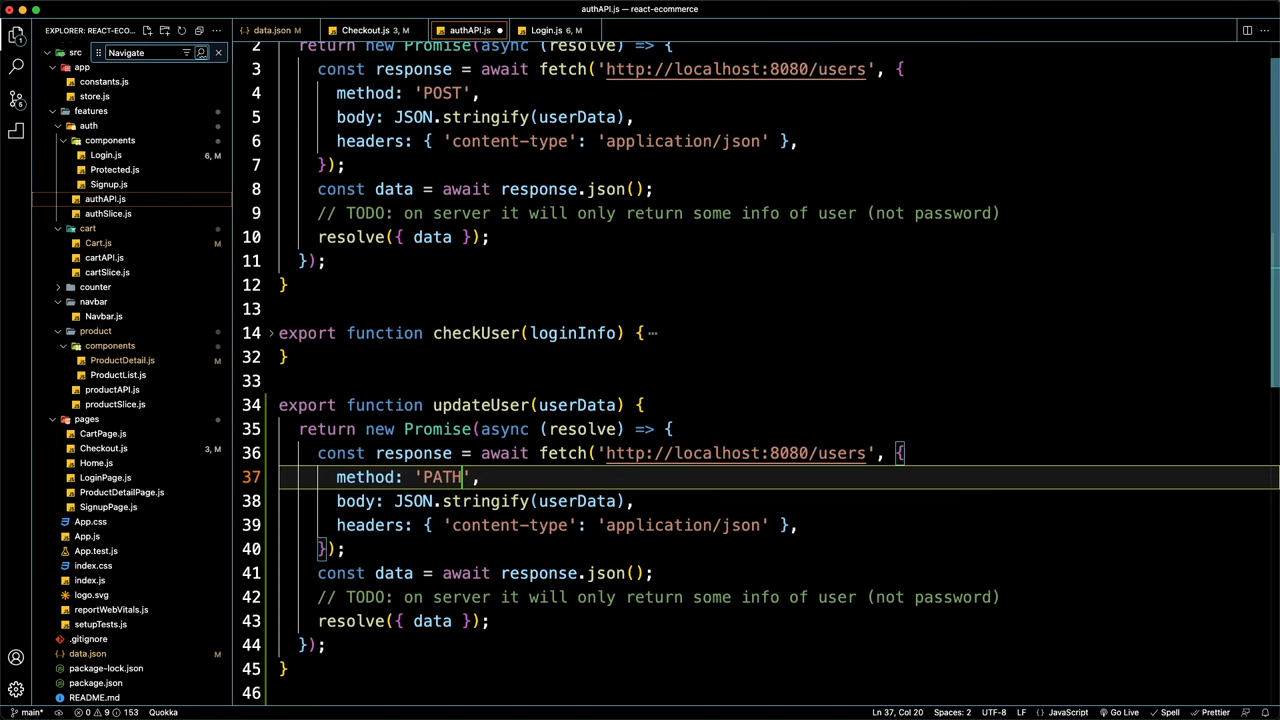 authAPI.js — react-ecommerce
EXPLORER: REACT-ECO...
data.json M
Checkout.js 3, M
authAPI.js
Login.js 6, M
1
5
src
Navigate
app
constants.js
store.js
features
auth
components
Login.js 6, M
Protected.js
Signup.js
authAPI.js
authSlice.js
cart
Cart.js M
cartAPI.js
cartSlice.js
counter
navbar
Navbar.js
product
components
ProductDetail.js M
ProductList.js
productAPI.js
productSlice.js
pages
CartPage.js
Checkout.js 3, M
Home.js
LoginPage.js
ProductDetailPage.js
SignupPage.js
App.css
App.js
App.test.js
index.css
index.js
logo.svg
reportWebVitals.js
setupTests.js
.gitignore
data.json M
package-lock.json
package.json
README.md
2 return new Promise(async (resolve) => {
3 const response = await fetch('http://localhost:8080/users', {
4 method: 'POST',
5 body: JSON.stringify(userData),
6 headers: { 'content-type': 'application/json' },
7 });
8 const data = await response.json();
9 // TODO: on server it will only return some info of user (not password)
10 resolve({ data });
11 });
12 }
13
14 export function checkUser(loginInfo) { ⋯
32 }
33
34 export function updateUser(userData) {
35 return new Promise(async (resolve) => {
36 const response = await fetch('http://localhost:8080/users', {
37 method: 'PATH',
38 body: JSON.stringify(userData),
39 headers: { 'content-type': 'application/json' },
40 });
41 const data = await response.json();
42 // TODO: on server it will only return some info of user (not password)
43 resolve({ data });
44 });
45 }
46
main* 0 9 153 Quokka Ln 37, Col 20 Spaces: 2 UTF-8 LF { } JavaScript Go Live Spell Prettier